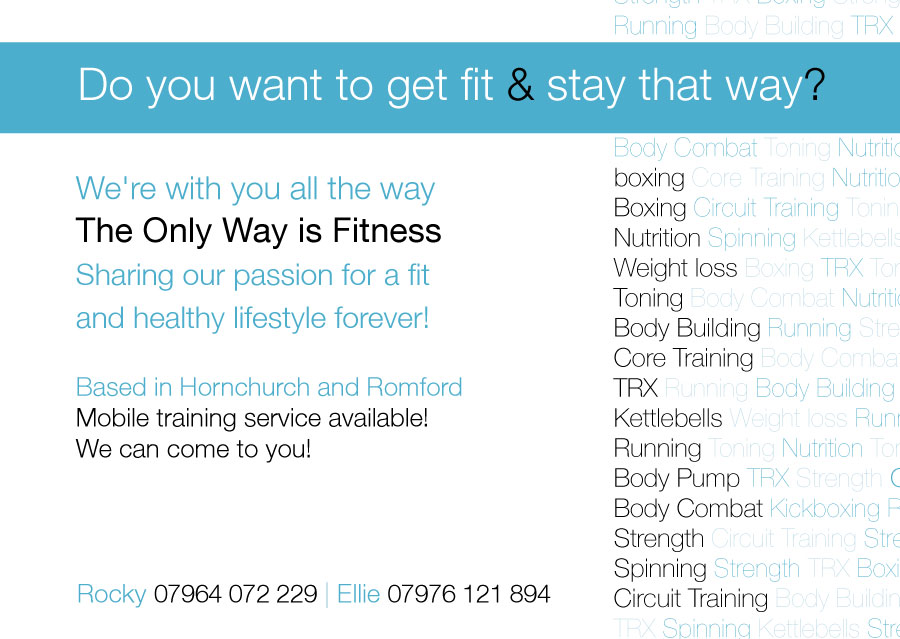 Strength TRX Boxing Strong
Running Body Building TRX
Do you want to get fit & stay that way?
We're with you all the way
The Only Way is Fitness
Sharing our passion for a fit
and healthy lifestyle forever!
Based in Hornchurch and Romford
Mobile training service available!
We can come to you!
Rocky 07964 072 229 | Ellie 07976 121 894
Body Combat Toning Nutritio
boxing Core Training Nutritio
Boxing Circuit Training Tonin
Nutrition Spinning Kettlebells
Weight loss Boxing TRX Ton
Toning Body Combat Nutriti
Body Building Running Stre
Core Training Body Combat
TRX Running Body Building
Kettlebells Weight loss Runn
Running Toning Nutrition Ton
Body Pump TRX Strength C
Body Combat Kickboxing R
Strength Circuit Training Stre
Spinning Strength TRX Boxi
Circuit Training Body Buildin
TRX Spinning Kettlebells Stre